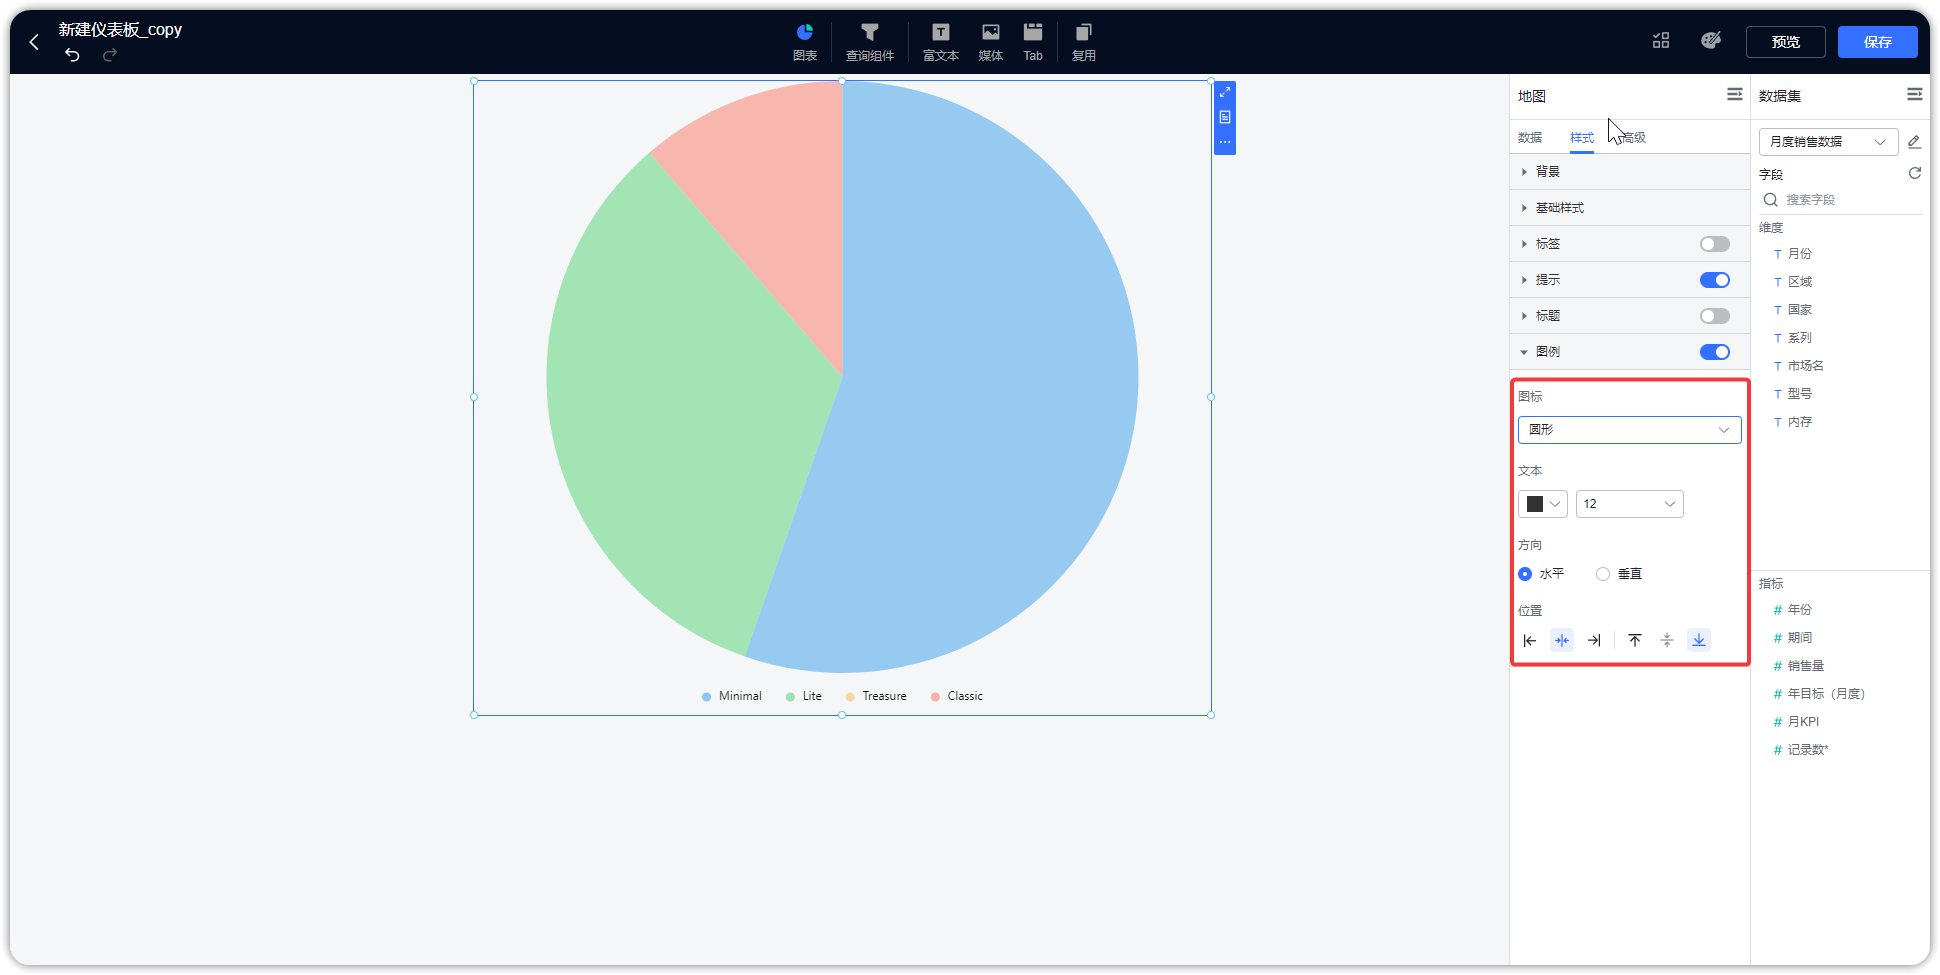 新建仪表板_copy
图表
查询组件
富文本
媒体
Tab
复用
预览
保存
Minimal
Lite
Treasure
Classic
地图
数据
样式
高级
背景
基础样式
标签
提示
标题
图例
图标
圆形
文本
12
方向
水平
垂直
位置
数据集
月度销售数据
字段
搜索字段
维度
T 月份
T 区域
T 国家
T 系列
T 市场名
T 型号
T 内存
指标
# 年份
# 期间
# 销售量
# 年目标（月度）
# 月KPI
# 记录数*